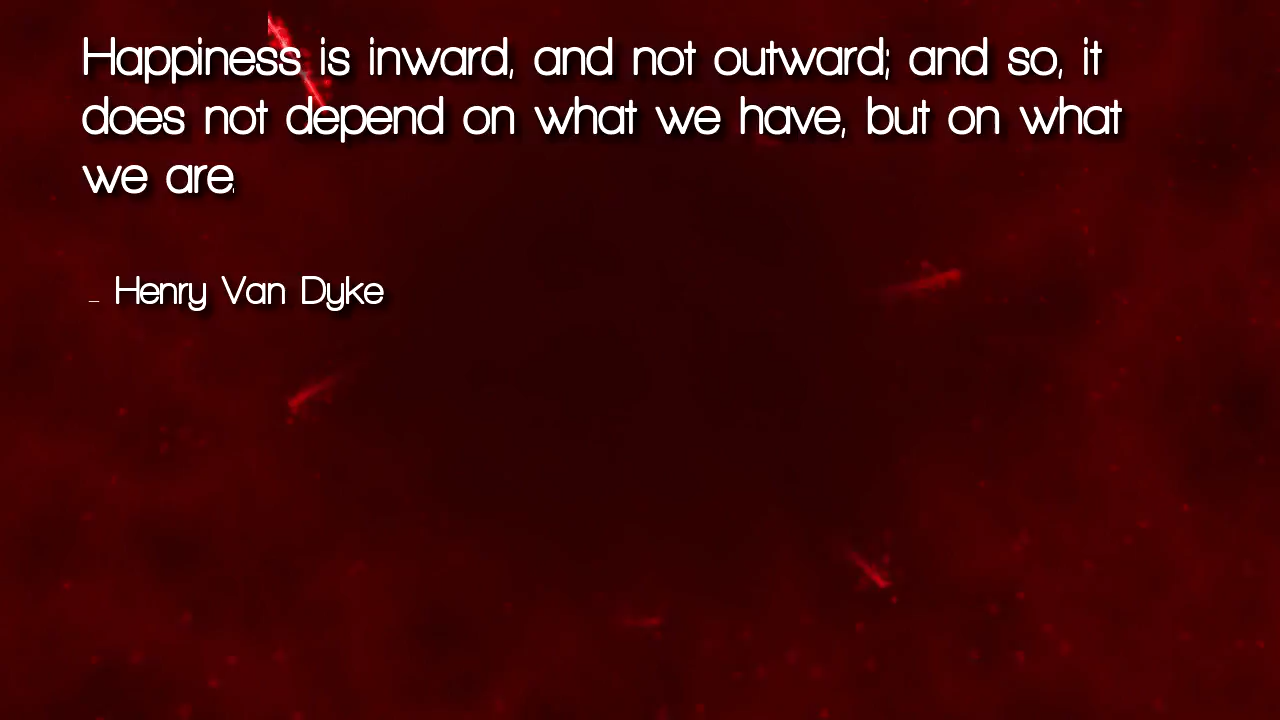 Happiness is inward, and not outward; and so, it
does not depend on what we have, but on what
we are.
- Henry Van Dyke